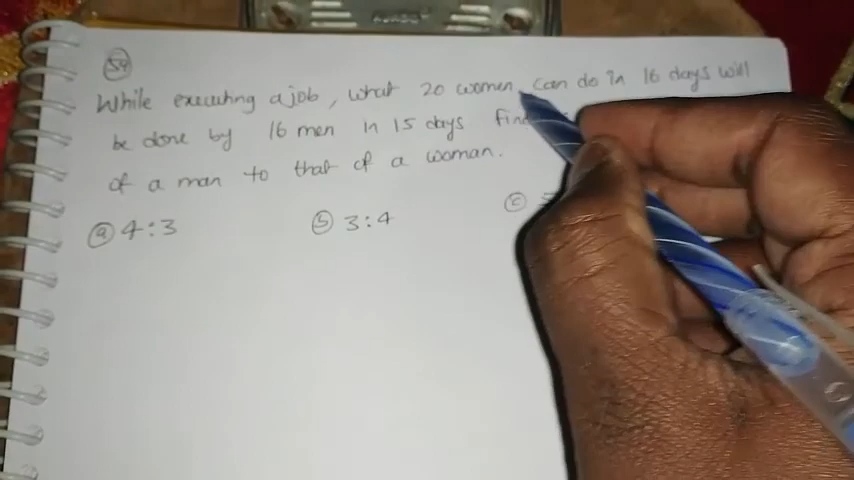 54
While executing a job, what 20 women can do in 16 days will
be done by 16 men in 15 days find
of a man to that of a woman.
(a) 4:3 (b) 3:4 (c)